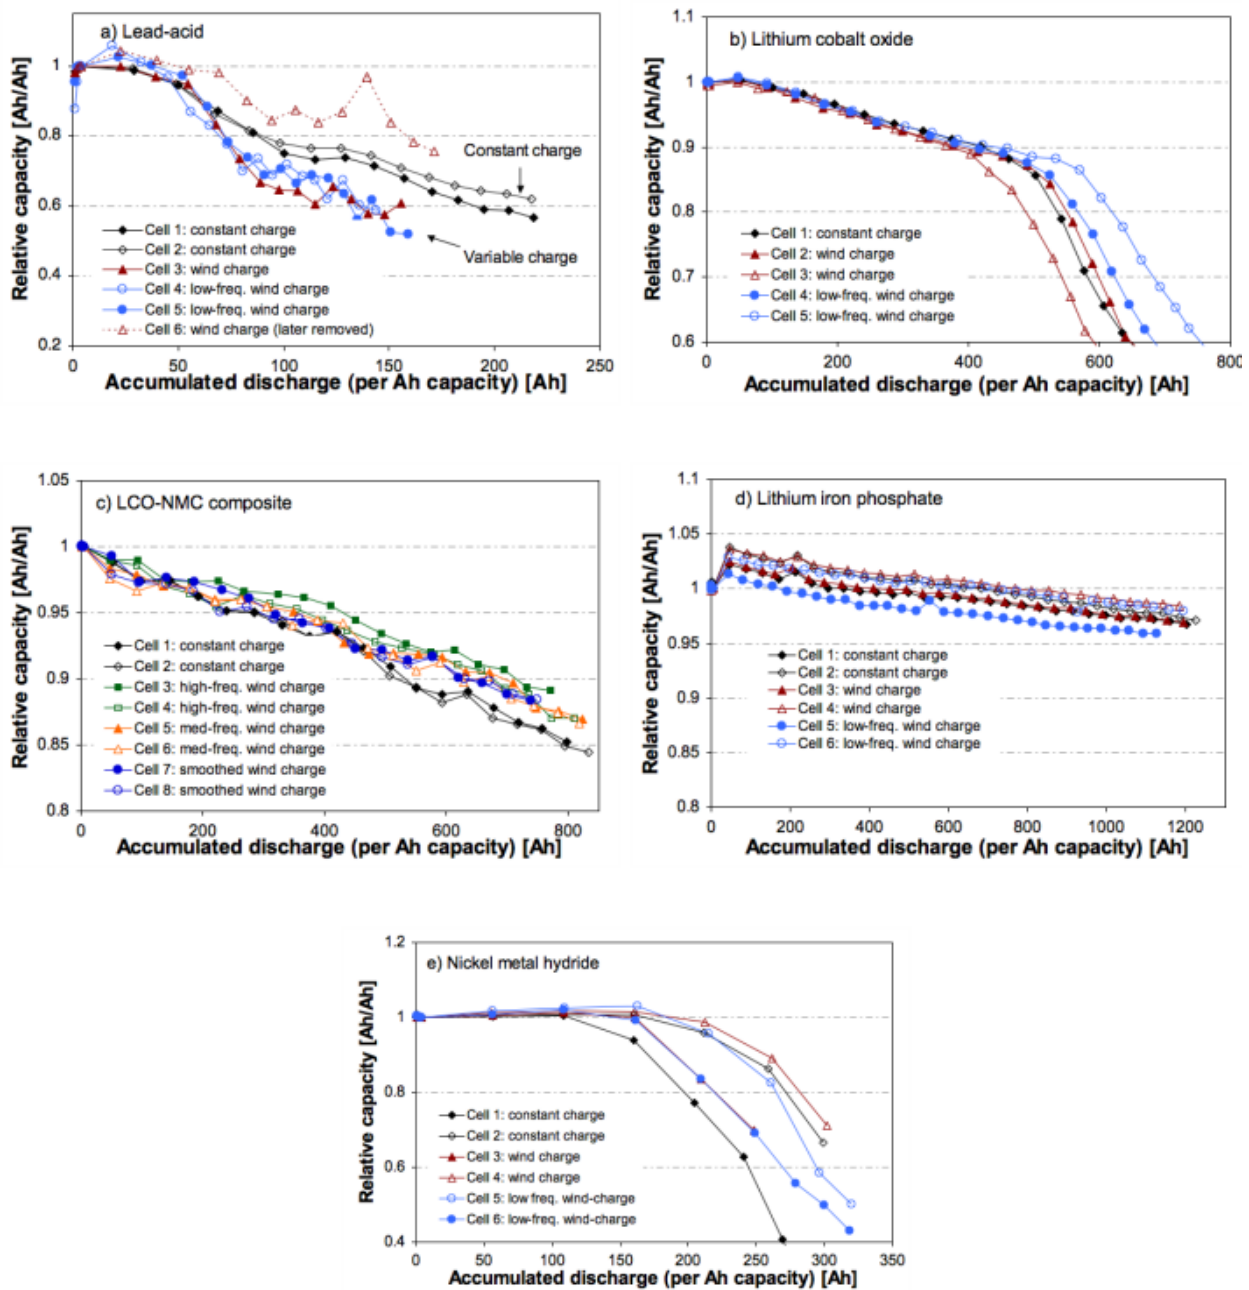 a) Lead-acid
Relative capacity [Ah/Ah]
1
0.8
0.6
0.4
0.2
Constant charge
Variable charge
Cell 1: constant charge
Cell 2: constant charge
Cell 3: wind charge
Cell 4: low-freq. wind charge
Cell 5: low-freq. wind charge
Cell 6: wind charge (later removed)
0 50 100 150 200 250
Accumulated discharge (per Ah capacity) [Ah]
b) Lithium cobalt oxide
Relative capacity [Ah/Ah]
1.1
1
0.9
0.8
0.7
0.6
Cell 1: constant charge
Cell 2: wind charge
Cell 3: wind charge
Cell 4: low-freq. wind charge
Cell 5: low-freq. wind charge
0 200 400 600 800
Accumulated discharge (per Ah capacity) [Ah]
c) LCO-NMC composite
Relative capacity [Ah/Ah]
1.05
1
0.95
0.9
0.85
0.8
Cell 1: constant charge
Cell 2: constant charge
Cell 3: high-freq. wind charge
Cell 4: high-freq. wind charge
Cell 5: med-freq. wind charge
Cell 6: med-freq. wind charge
Cell 7: smoothed wind charge
Cell 8: smoothed wind charge
0 200 400 600 800
Accumulated discharge (per Ah capacity) [Ah]
d) Lithium iron phosphate
Relative capacity [Ah/Ah]
1.1
1.05
1
0.95
0.9
0.85
0.8
Cell 1: constant charge
Cell 2: constant charge
Cell 3: wind charge
Cell 4: wind charge
Cell 5: low-freq. wind charge
Cell 6: low-freq. wind charge
0 200 400 600 800 1000 1200
Accumulated discharge (per Ah capacity) [Ah]
e) Nickel metal hydride
Relative capacity [Ah/Ah]
1.2
1
0.8
0.6
0.4
Cell 1: constant charge
Cell 2: constant charge
Cell 3: wind charge
Cell 4: wind charge
Cell 5: low freq. wind-charge
Cell 6: low-freq. wind-charge
0 50 100 150 200 250 300 350
Accumulated discharge (per Ah capacity) [Ah]